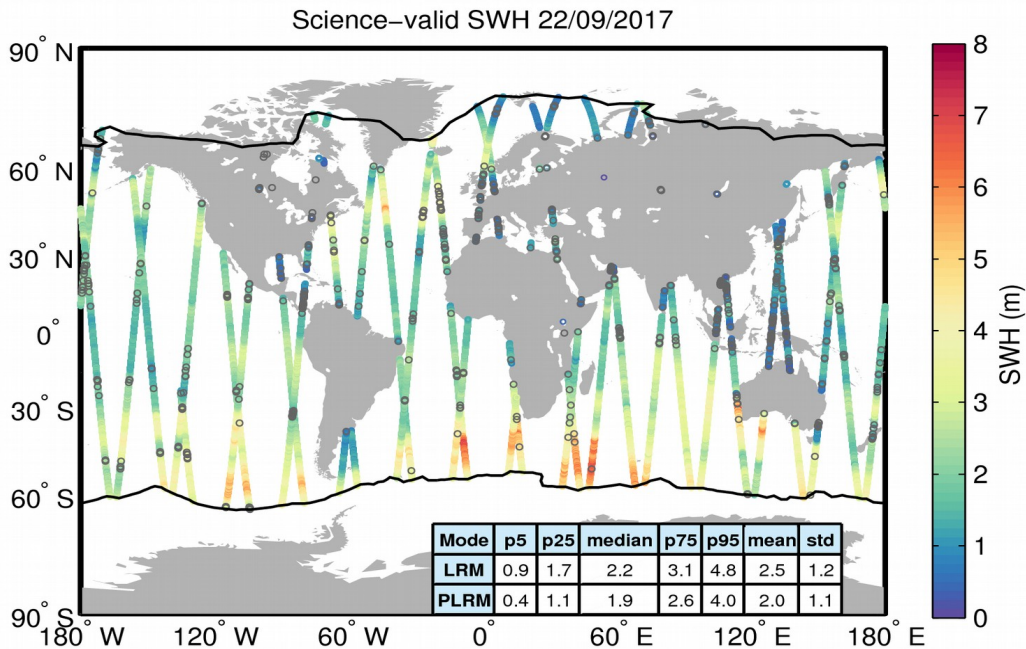 Science−valid SWH 22/09/2017
90° N
60° N
30° N
0°
30° S
60° S
90° S
180° W
120° W
60° W
0°
60° E
120° E
180° E
Mode p5 p25 median p75 p95 mean std
LRM 0.9 1.7 2.2 3.1 4.8 2.5 1.2
PLRM 0.4 1.1 1.9 2.6 4.0 2.0 1.1
8
7
6
5
4
3
2
1
0
SWH (m)